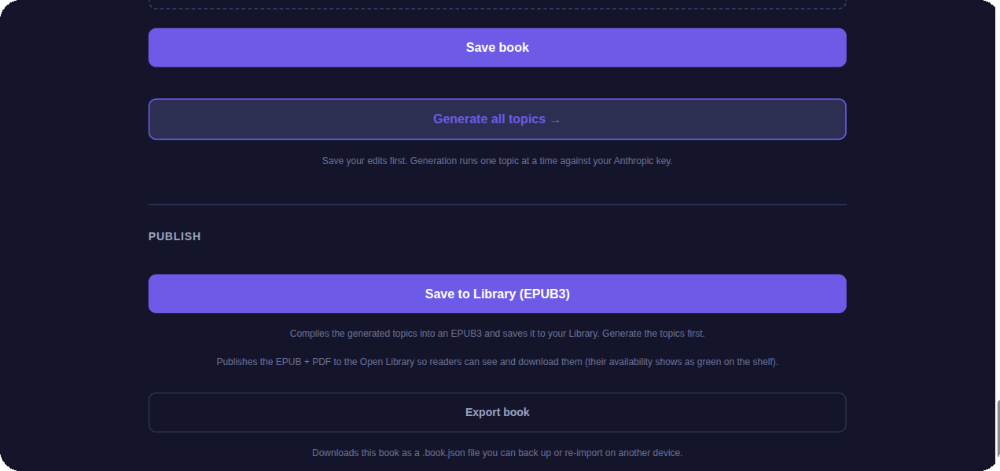 Save book
Generate all topics →
Save your edits first. Generation runs one topic at a time against your Anthropic key.
PUBLISH
Save to Library (EPUB3)
Compiles the generated topics into an EPUB3 and saves it to your Library. Generate the topics first.
Publishes the EPUB + PDF to the Open Library so readers can see and download them (their availability shows as green on the shelf).
Export book
Downloads this book as a .book.json file you can back up or re-import on another device.